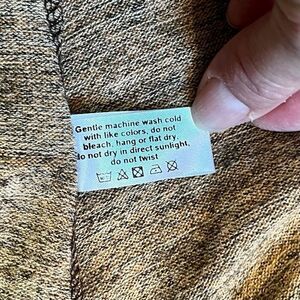 Gentle machine wash cold
with like colors, do not
bleach, hang or flat dry.
do not dry in direct sunlight,
do not twist